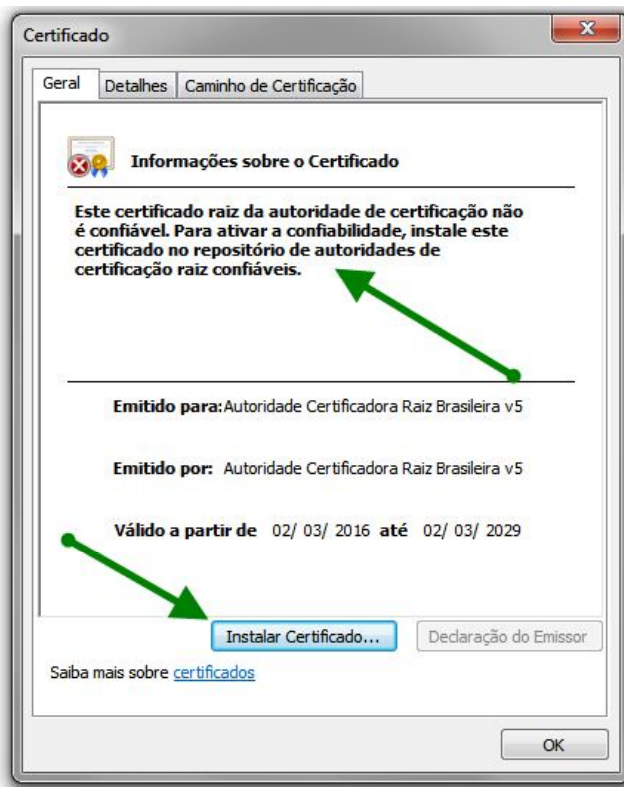 Certificado
Geral Detalhes Caminho de Certificação
Informações sobre o Certificado
Este certificado raiz da autoridade de certificação não
é confiável. Para ativar a confiabilidade, instale este
certificado no repositório de autoridades de
certificação raiz confiáveis.
Emitido para: Autoridade Certificadora Raiz Brasileira v5
Emitido por: Autoridade Certificadora Raiz Brasileira v5
Válido a partir de 02/ 03/ 2016 até 02/ 03/ 2029
Instalar Certificado... Declaração do Emissor
Saiba mais sobre certificados
OK